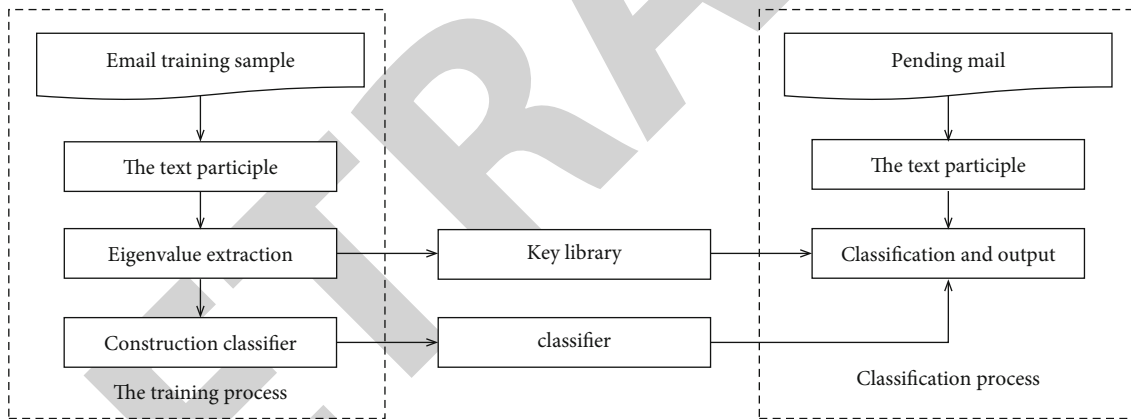 Email training sample
The text participle
Eigenvalue extraction
Construction classifier
The training process
Key library
classifier
Pending mail
The text participle
Classification and output
Classification process